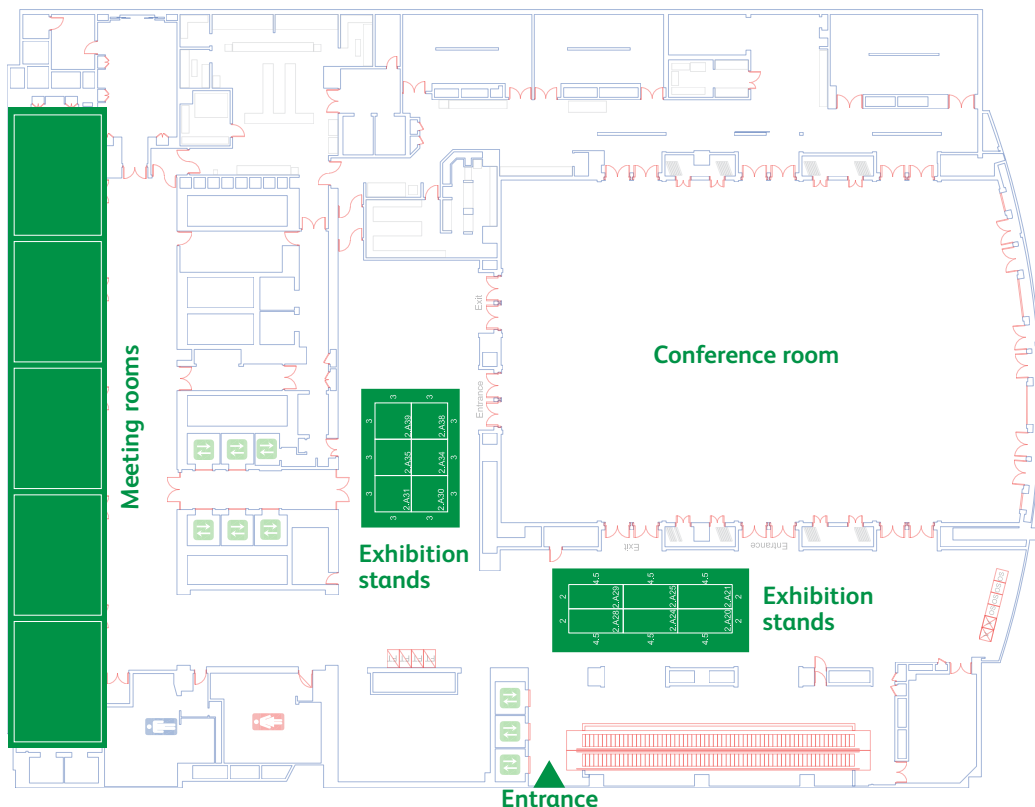 Exit
Conference room
Meeting rooms
Entrance
3
3
3
2.A39
2.A38
3
3
2.A35
2.A34
3
3
2.A31
2.A30
3
3
3
Exhibition
stands
Exit
Entrance
4.5
4.5
4.5
2
2.A29
2.A25
2.A21
2
2
2.A28
2.A24
2.A20
2
4.5
4.5
4.5
Exhibition
stands
Entrance